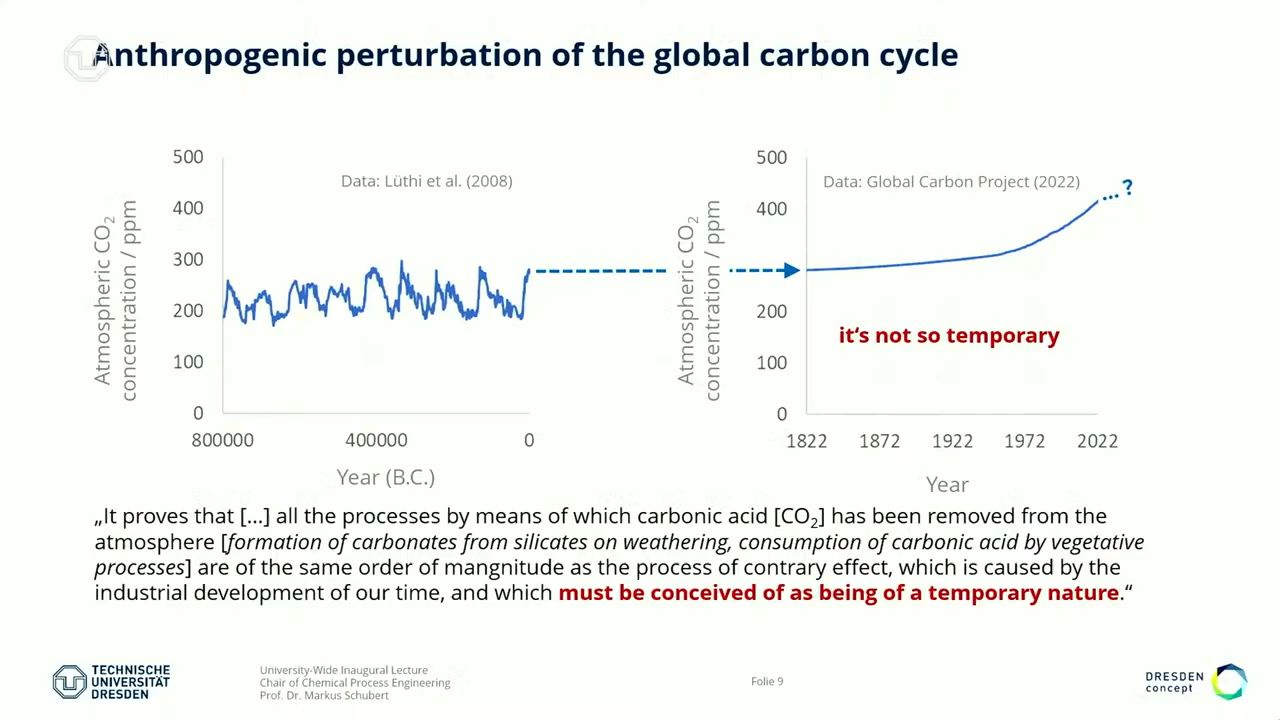 Anthropogenic perturbation of the global carbon cycle
500
400
300
200
100
0
Atmospheric CO₂
concentration / ppm
Data: Lüthi et al. (2008)
800000
400000
0
Year (B.C.)
500
400
200
100
0
Atmospheric CO₂
concentration / ppm
Data: Global Carbon Project (2022)
?
it‘s not so temporary
1822
1872
1922
1972
2022
Year
„It proves that [...] all the processes by means of which carbonic acid [CO₂] has been removed from the
atmosphere [formation of carbonates from silicates on weathering, consumption of carbonic acid by vegetative
processes] are of the same order of mangnitude as the process of contrary effect, which is caused by the
industrial development of our time, and which must be conceived of as being of a temporary nature.“
TECHNISCHE
UNIVERSITÄT
DRESDEN
University-Wide Inaugural Lecture
Chair of Chemical Process Engineering
Prof. Dr. Markus Schubert
Folie 9
DRESDEN
concept